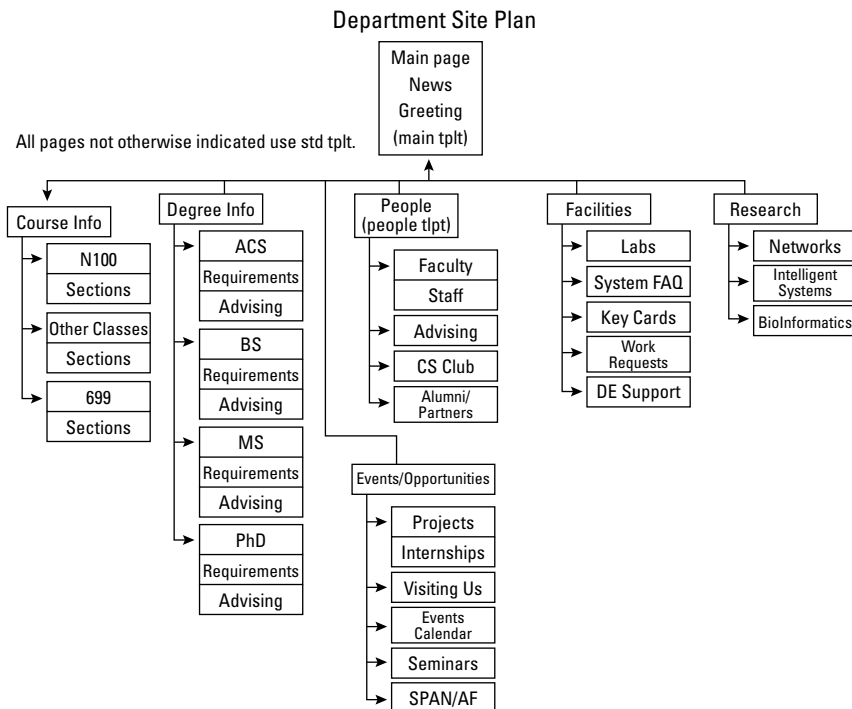 Department Site Plan
Main page
News
Greeting
(main tplt)
All pages not otherwise indicated use std tplt.
Course Info
N100
Sections
Other Classes
Sections
699
Sections
Degree Info
ACS
Requirements
Advising
BS
Requirements
Advising
MS
Requirements
Advising
PhD
Requirements
Advising
People
(people tlpt)
Faculty
Staff
Advising
CS Club
Alumni/
Partners
Events/Opportunities
Projects
Internships
Visiting Us
Events
Calendar
Seminars
SPAN/AF
Facilities
Labs
System FAQ
Key Cards
Work
Requests
DE Support
Research
Networks
Intelligent
Systems
BioInformatics